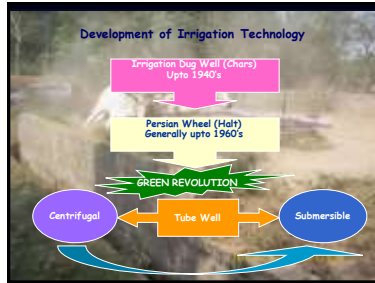 Development of Irrigation Technology
Irrigation Dug Well (Chars)
Upto 1940's
Persian Wheel (Halt)
Generally upto 1960's
GREEN REVOLUTION
Centrifugal
Tube Well
Submersible